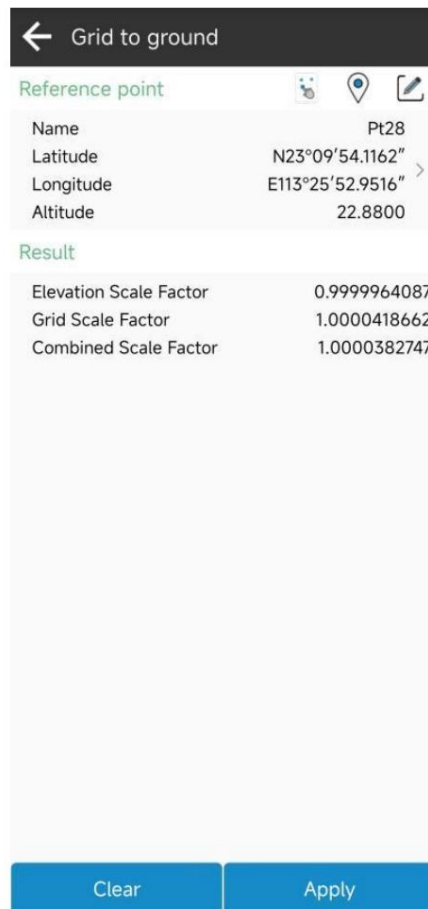 Grid to ground
Reference point
Name Pt28
Latitude N23°09′54.1162″
Longitude E113°25′52.9516″
Altitude 22.8800
Result
Elevation Scale Factor 0.9999964087
Grid Scale Factor 1.0000418662
Combined Scale Factor 1.0000382747
Clear Apply